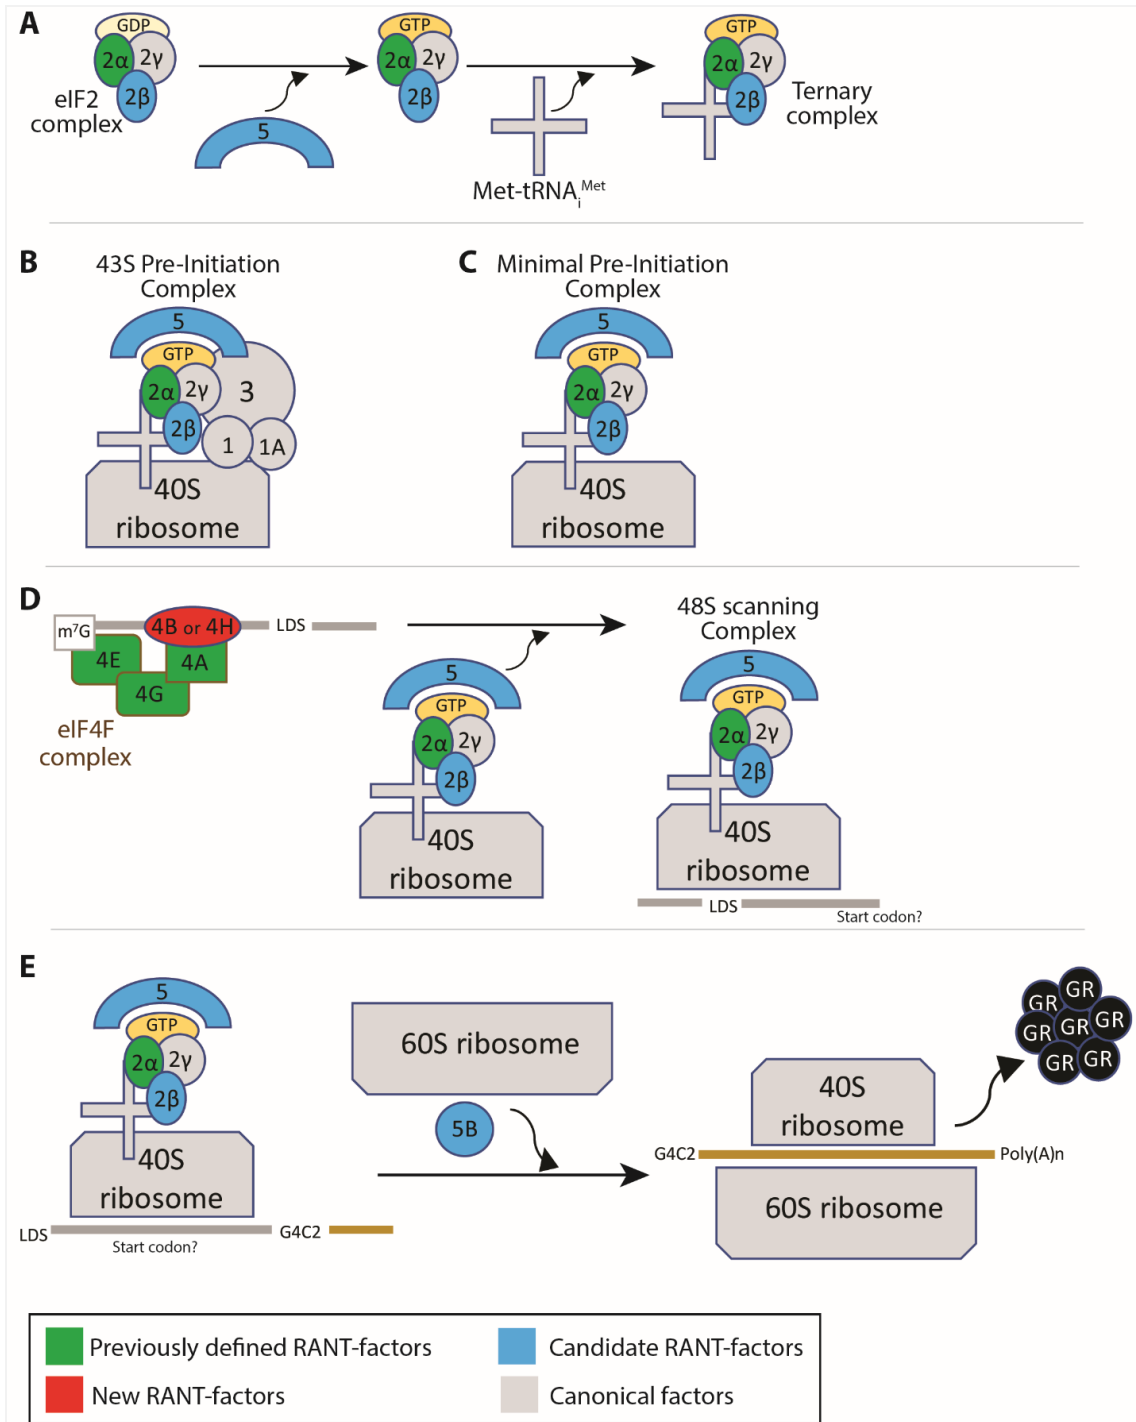 A
GDP
2α
2γ
2β
eIF2
complex
5
GTP
2α
2γ
2β
Met-tRNAiMet
GTP
2α
2γ
2β
Ternary
complex
B
43S Pre-Initiation
Complex
5
GTP
2α
2γ
3
2β
1
1A
40S
ribosome
C
Minimal Pre-Initiation
Complex
5
GTP
2α
2γ
2β
40S
ribosome
D
m7G
4B or 4H
LDS
4E
4A
4G
eIF4F
complex
5
GTP
2α
2γ
2β
40S
ribosome
48S scanning
Complex
5
GTP
2α
2γ
2β
40S
ribosome
LDS
Start codon?
E
5
GTP
2α
2γ
2β
40S
ribosome
LDS
G4C2
Start codon?
60S ribosome
5B
40S
ribosome
G4C2
Poly(A)n
60S ribosome
GR
GR
GR
GR
GR
GR
GR
Previously defined RANT-factors
Candidate RANT-factors
New RANT-factors
Canonical factors